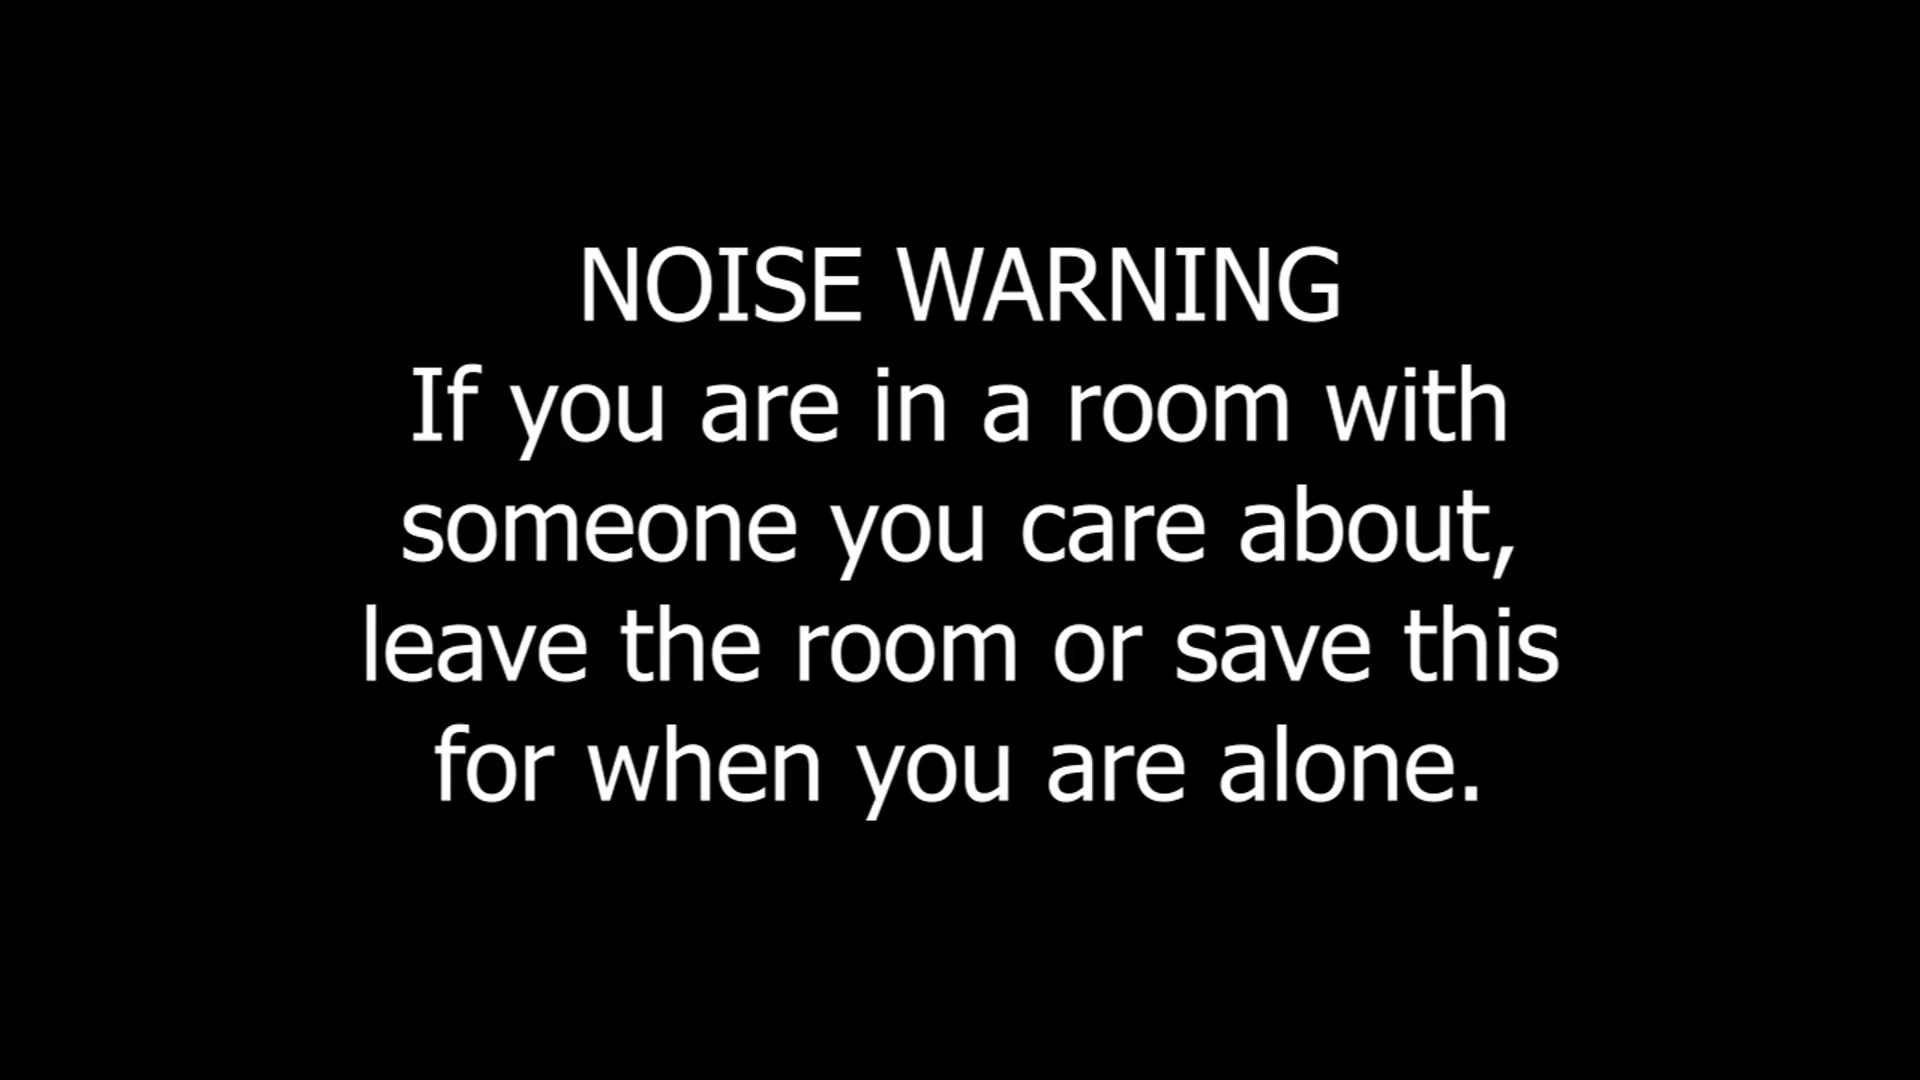 NOISE WARNING
If you are in a room with
someone you care about,
leave the room or save this
for when you are alone.